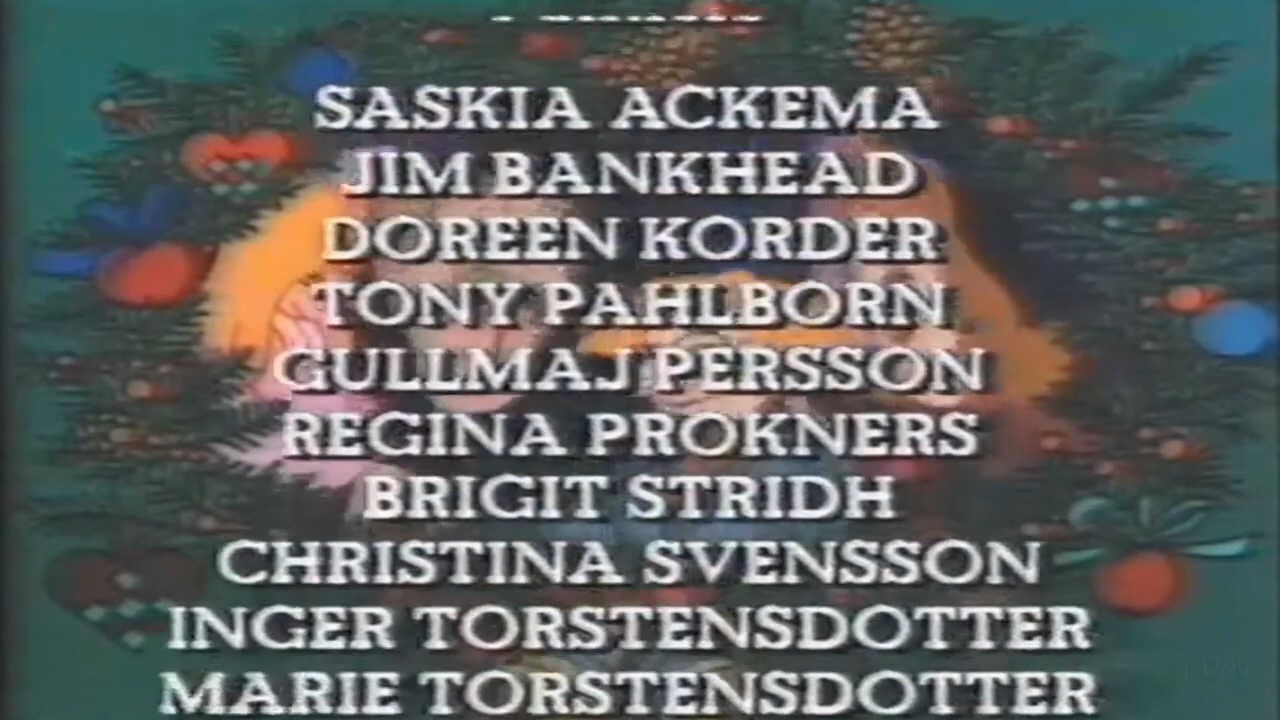 SASKIA ACKEMA
JIM BANKHEAD
DOREEN KORDER
TONY PAHLBORN
GULLMAJ PERSSON
REGINA PROKNERS
BRIGIT STRIDH
CHRISTINA SVENSSON
INGER TORSTENSDOTTER
MARIE TORSTENSDOTTER